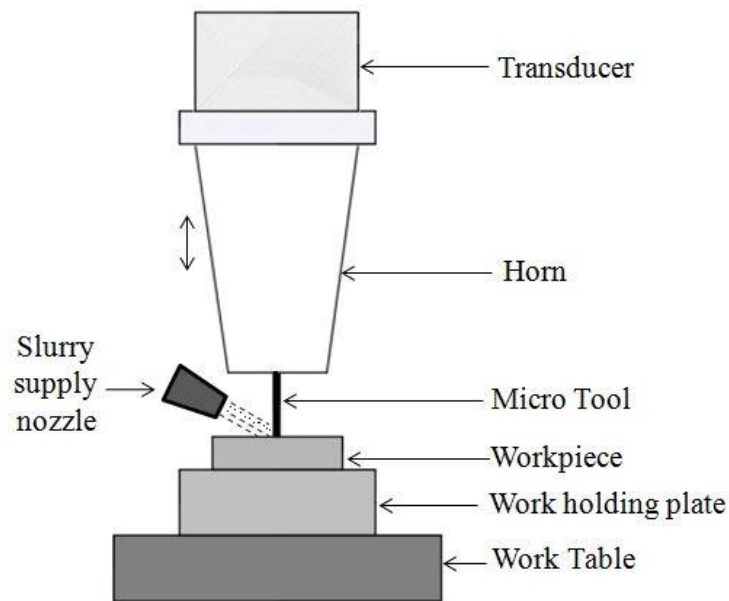 Transducer
Horn
Slurry
supply
nozzle
Micro Tool
Workpiece
Work holding plate
Work Table